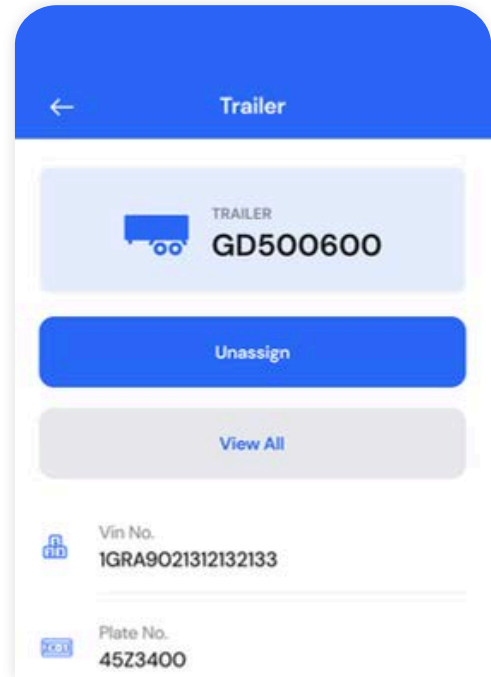 Trailer
TRAILER
GD500600
Unassign
View All
Vin No.
1GRA9021312132133
Plate No.
45Z3400